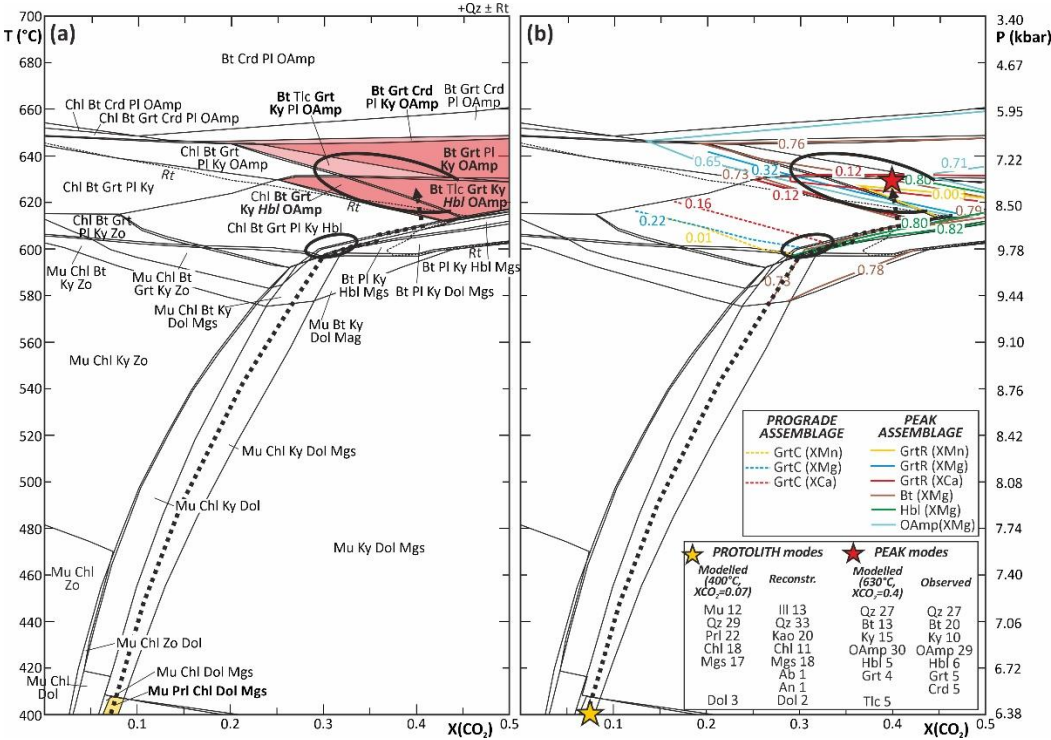 +Qz ± Rt
700
T (°C)
(a)
680
660
640
620
600
580
560
540
520
500
480
460
440
420
400
0.1
0.2
0.3
0.4
0.5
X(CO2)
Bt Crd Pl OAmp
Chl Bt Crd Pl OAmp
Chl Bt Grt Crd Pl OAmp
Bt Tlc Grt
Ky Pl OAmp
Bt Grt Crd
Pl Ky OAmp
Bt Grt Crd
Pl OAmp
Chl Bt Grt
Pl Ky OAmp
Rt
Bt Grt Pl
Ky OAmp
Chl Bt Grt Pl Ky
Chl Bt Grt
Ky Hbl OAmp
Rt
Bt Tlc Grt Ky
Hbl OAmp
Chl Bt Grt
Pl Ky Zo
Chl Bt Grt Pl Ky Hbl
Mu Chl Bt
Ky Zo
Mu Chl Bt
Grt Ky Zo
Rt
Bt Pl Ky Hbl Mgs
Bt Pl Ky
Hbl Mgs
Bt Pl Ky Dol Mgs
Mu Chl Bt Ky
Dol Mgs
Mu Bt Ky
Dol Mag
Mu Chl Ky Zo
Mu Chl Ky Dol Mgs
Mu Chl Ky Dol
Mu Ky Dol Mgs
Mu Chl
Zo
Mu Chl Zo Dol
Mu Chl
Dol
Mu Chl Dol Mgs
Mu Prl Chl Dol Mgs
(b)
3.40
P (kbar)
4.67
5.95
7.22
8.50
9.78
9.44
9.10
8.76
8.42
8.08
7.74
7.40
7.06
6.72
6.38
0.1
0.2
0.3
0.4
0.5
X(CO2)
0.76
0.65
0.32
0.12
0.71
0.73
0.12
0.80
0.00
0.79
0.16
0.22
0.01
0.80
0.82
0.73
0.78
PROGRADE
ASSEMBLAGE
GrtC (XMn)
GrtC (XMg)
GrtC (XCa)
PEAK
ASSEMBLAGE
GrtR (XMn)
GrtR (XMg)
GrtR (XCa)
Bt (XMg)
Hbl (XMg)
OAmp(XMg)
PROTOLITH modes
PEAK modes
Modelled
(400°C,
XCO2=0.07)
Reconstr.
Modelled
(630°C,
XCO2=0.4)
Observed
Mu 12 Ill 13 Qz 27 Qz 27
Qz 29 Qz 33 Bt 13 Bt 20
Prl 22 Kao 20 Ky 15 Ky 10
Chl 18 Chl 11 OAmp 30 OAmp 29
Mgs 17 Mgs 18 Hbl 5 Hbl 6
Ab 1 Grt 4 Grt 5
An 1 Crd 5
Dol 3 Dol 2 Tlc 5